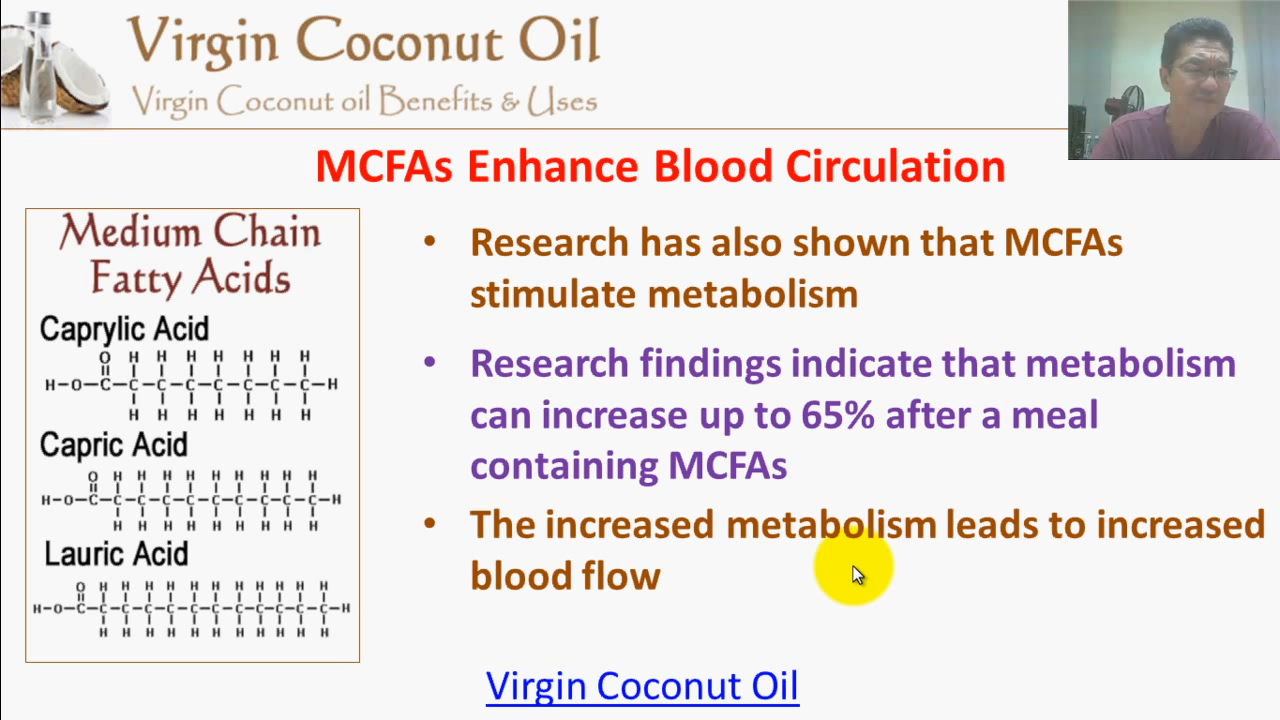 Virgin Coconut Oil
Virgin Coconut oil Benefits & Uses
MCFAs Enhance Blood Circulation
Medium Chain
Fatty Acids
Caprylic Acid
O H H H H H H H
H-O-C-C-C-C-C-C-C-C-H
H H H H H H H
Capric Acid
O H H H H H H H H H
H-O-C-C-C-C-C-C-C-C-C-C-H
H H H H H H H H H
Lauric Acid
O H H H H H H H H H H H
H-O-C-C-C-C-C-C-C-C-C-C-C-C-H
H H H H H H H H H H H
• Research has also shown that MCFAs
stimulate metabolism
• Research findings indicate that metabolism
can increase up to 65% after a meal
containing MCFAs
• The increased metabolism leads to increased
blood flow
Virgin Coconut Oil